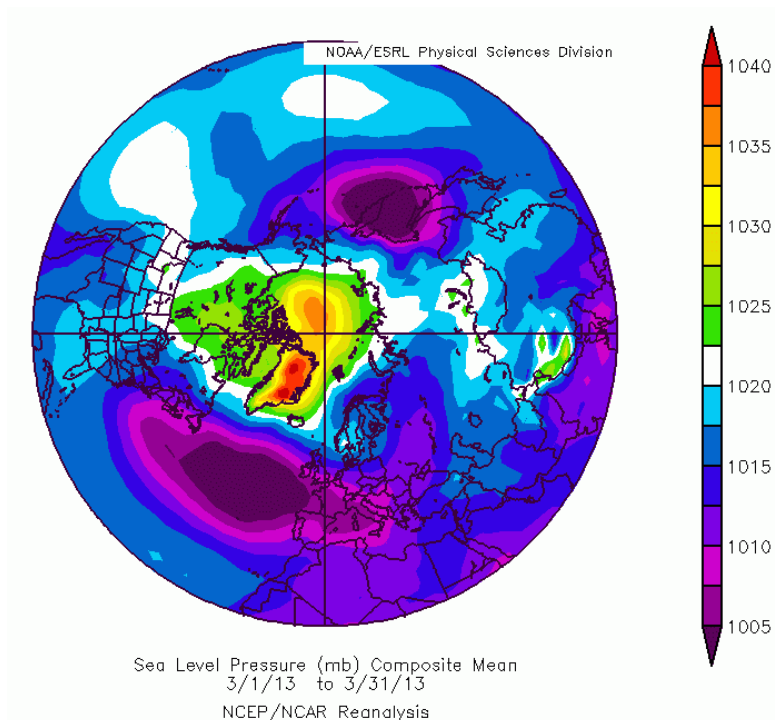 NOAA/ESRL Physical Sciences Division
1040
1035
1030
1025
1020
1015
1010
1005
Sea Level Pressure (mb) Composite Mean
3/1/13 to 3/31/13
NCEP/NCAR Reanalysis